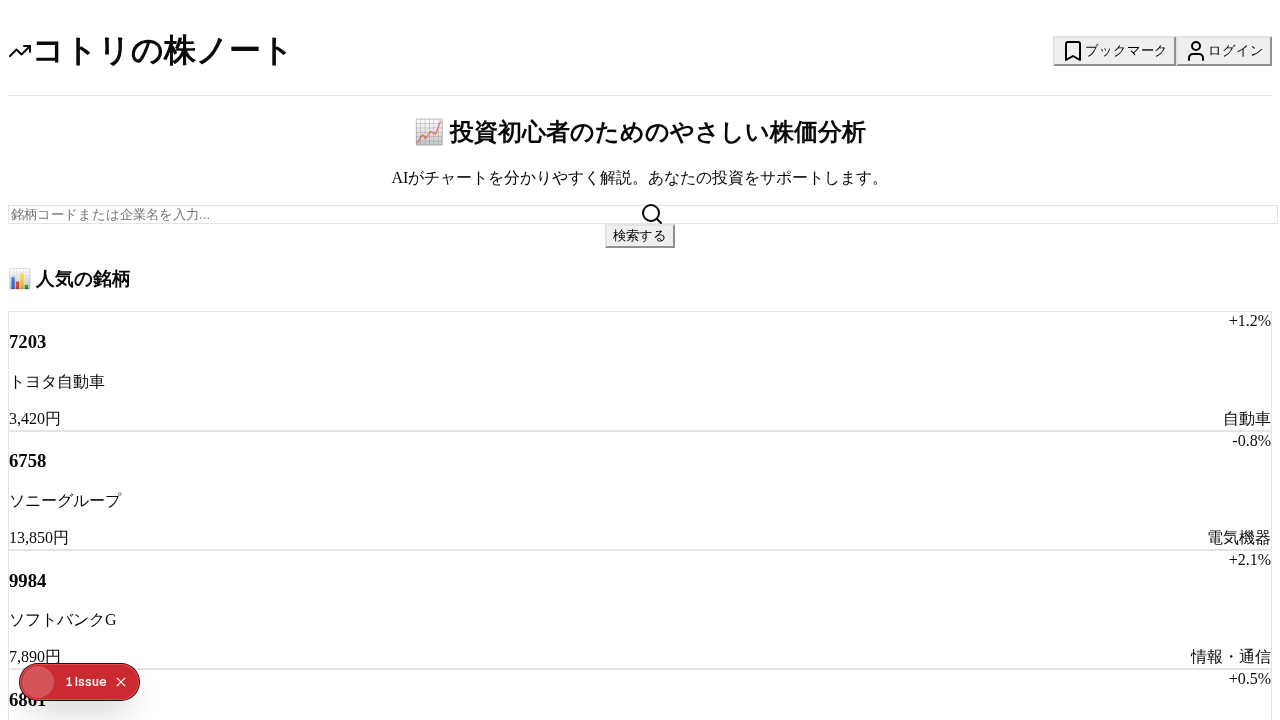 コトリの株ノート
ブックマーク
ログイン
📈 投資初心者のためのやさしい株価分析
AIがチャートを分かりやすく解説。あなたの投資をサポートします。
銘柄コードまたは企業名を入力...
検索する
📊 人気の銘柄
7203
+1.2%
トヨタ自動車
3,420円
自動車
6758
-0.8%
ソニーグループ
13,850円
電気機器
9984
+2.1%
ソフトバンクG
7,890円
情報・通信
+0.5%
1 Issue